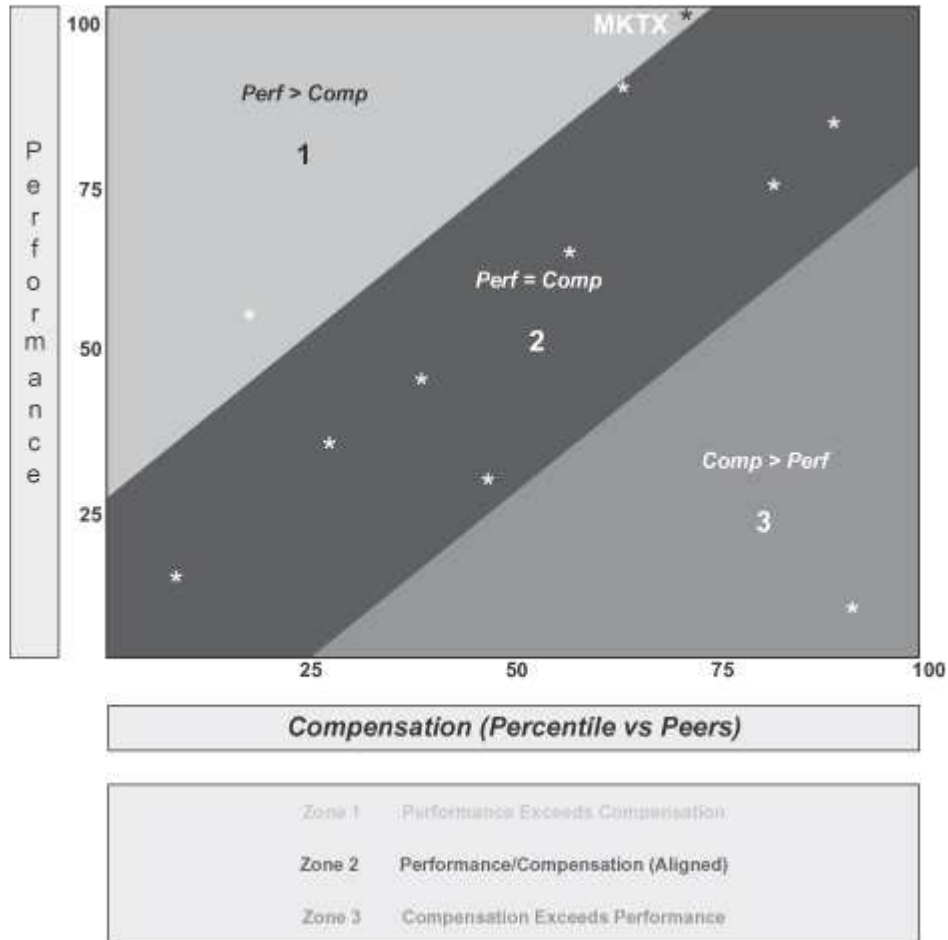 100
MKTX
Perf > Comp
1
Performance
75
Perf = Comp
2
50
Comp > Perf
3
25
25 50 75 100
Compensation (Percentile vs Peers)
Zone 1 Performance Exceeds Compensation
Zone 2 Performance/Compensation (Aligned)
Zone 3 Compensation Exceeds Performance